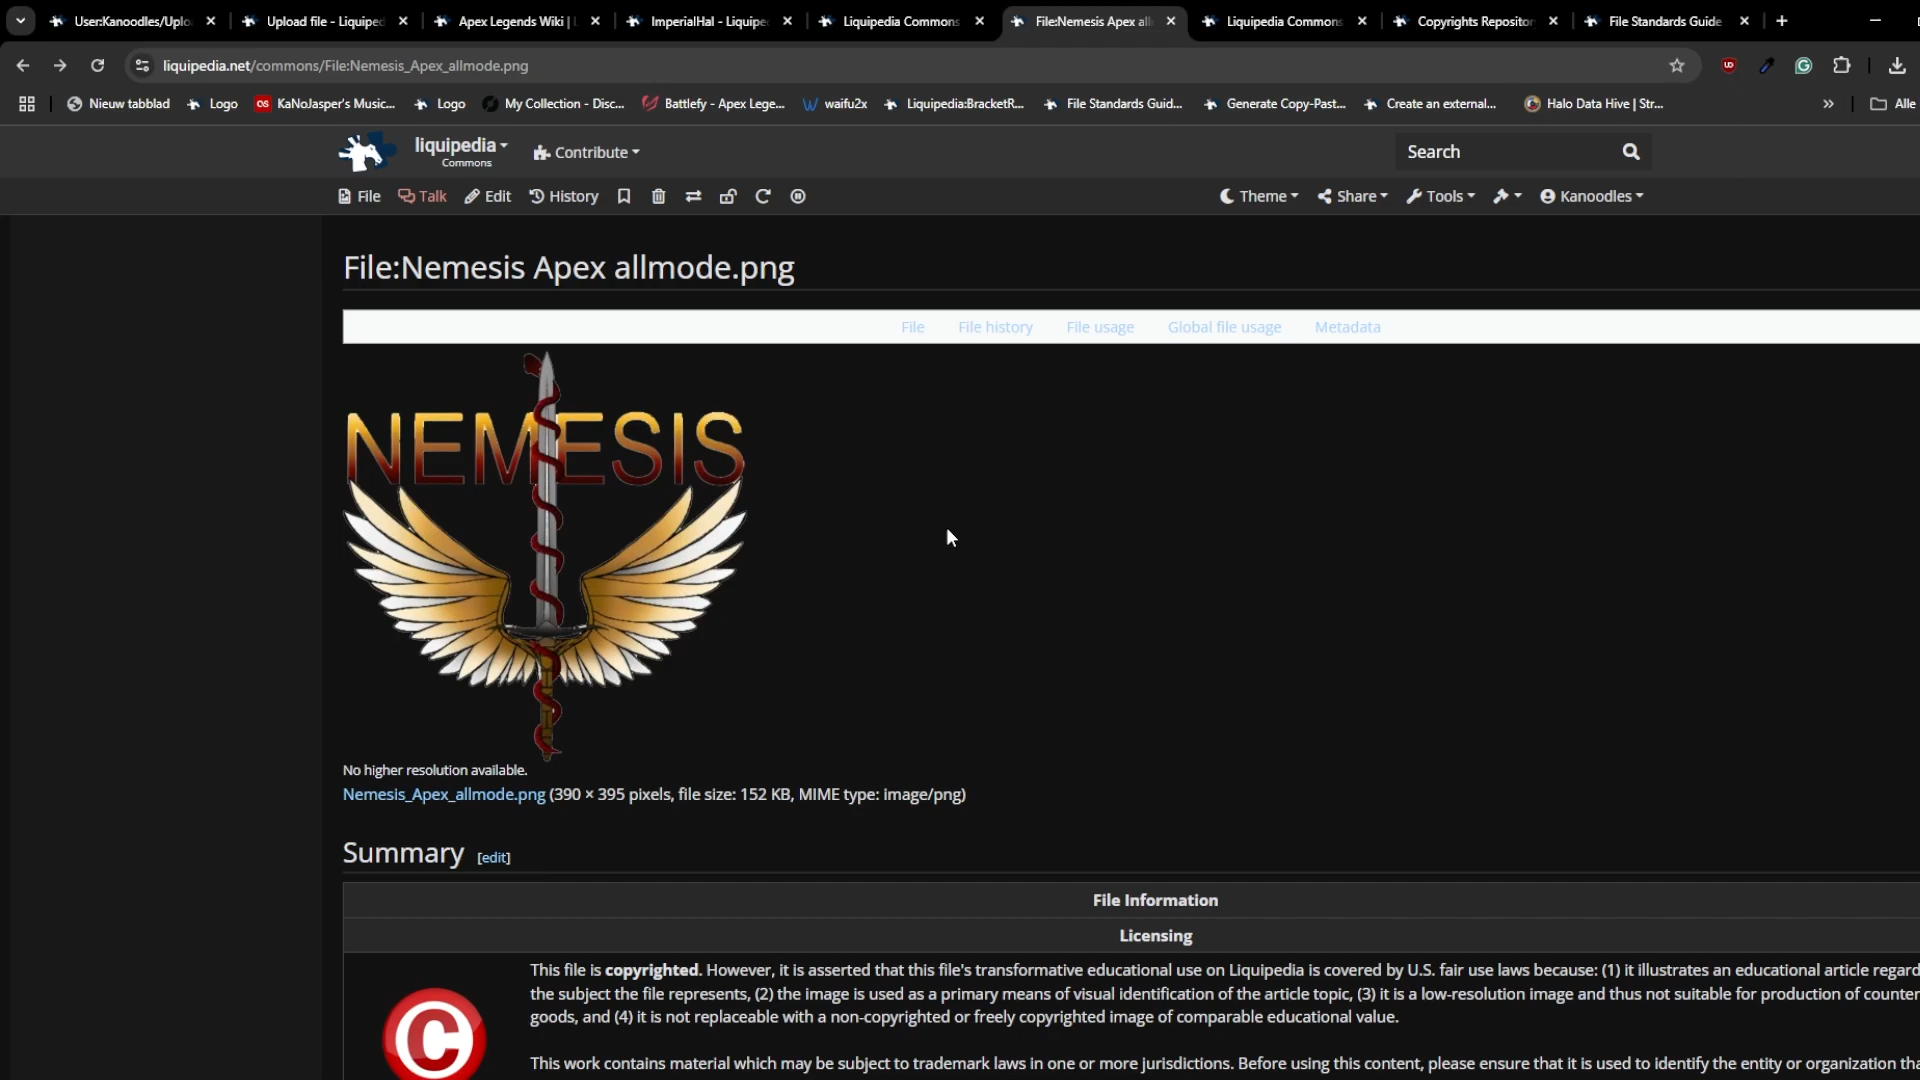 User:Kanoodles/Uplo
Upload file - Liquiped
Apex Legends Wiki |
ImperialHal - Liquipe
Liquipedia Commons
File:Nemesis Apex all
Liquipedia Commons
Copyrights Repositor
File Standards Guide
liquipedia.net/commons/File:Nemesis_Apex_allmode.png
Nieuw tabblad
Logo
KaNoJasper's Music...
Logo
My Collection - Disc...
Battlefy - Apex Lege...
waifu2x
Liquipedia:BracketR...
File Standards Guid...
Generate Copy-Past...
Create an external...
Halo Data Hive | Str...
Alle
liquipedia
Commons
Contribute
Search
File
Talk
Edit
History
Theme
Share
Tools
Kanoodles
File:Nemesis Apex allmode.png
File
File history
File usage
Global file usage
Metadata
NEMESIS
No higher resolution available.
Nemesis_Apex_allmode.png (390 × 395 pixels, file size: 152 KB, MIME type: image/png)
Summary [edit]
File Information
Licensing
This file is copyrighted. However, it is asserted that this file's transformative educational use on Liquipedia is covered by U.S. fair use laws because: (1) it illustrates an educational article regard
the subject the file represents, (2) the image is used as a primary means of visual identification of the article topic, (3) it is a low-resolution image and thus not suitable for production of counter
goods, and (4) it is not replaceable with a non-copyrighted or freely copyrighted image of comparable educational value.
This work contains material which may be subject to trademark laws in one or more jurisdictions. Before using this content, please ensure that it is used to identify the entity or organization tha